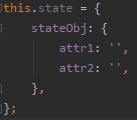 this.state = {
    stateObj: {
        attr1: '',
        attr2: '',
    },
};